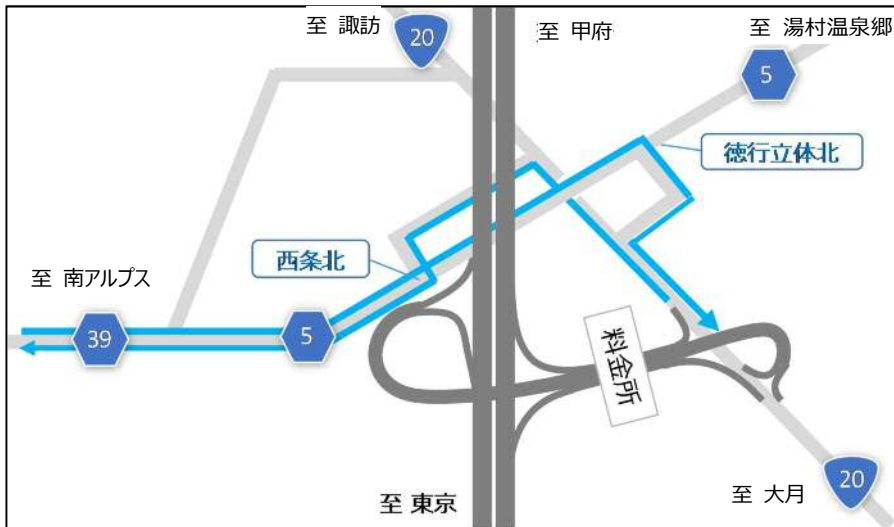 至 諏訪
20
至 甲府
至 湯村温泉郷
5
徳行立体北
西条北
至 南アルプス
39
5
料金所
至 東京
至 大月
20